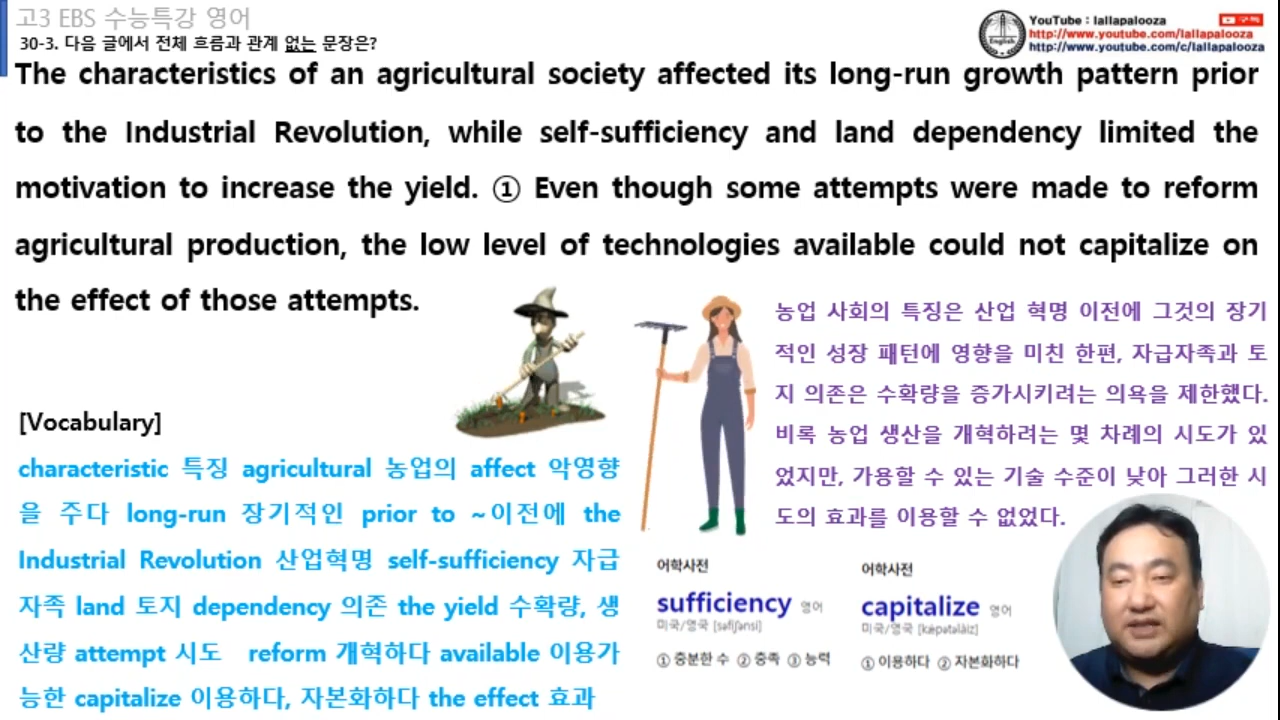 고3 EBS 수능특강 영어
30-3. 다음 글에서 전체 흐름과 관계 없는 문장은?
YouTube : lallapalooza
구독
http://www.youtube.com/lallapalooza
http://www.youtube.com/c/lallapalooza
English
The characteristics of an agricultural society affected its long-run growth pattern prior
to the Industrial Revolution, while self-sufficiency and land dependency limited the
motivation to increase the yield. ① Even though some attempts were made to reform
agricultural production, the low level of technologies available could not capitalize on
the effect of those attempts.
농업 사회의 특징은 산업 혁명 이전에 그것의 장기
적인 성장 패턴에 영향을 미친 한편, 자급자족과 토
지 의존은 수확량을 증가시키려는 의욕을 제한했다.
비록 농업 생산을 개혁하려는 몇 차례의 시도가 있
었지만, 가용할 수 있는 기술 수준이 낮아 그러한 시
도의 효과를 이용할 수 없었다.
[Vocabulary]
characteristic 특징 agricultural 농업의 affect 악영향
을 주다 long-run 장기적인 prior to ~이전에 the
Industrial Revolution 산업혁명 self-sufficiency 자급
자족 land 토지 dependency 의존 the yield 수확량, 생
산량 attempt 시도 reform 개혁하다 available 이용가
능한 capitalize 이용하다, 자본화하다 the effect 효과
어학사전
sufficiency 영어
미국/영국 [səfíʃənsi]
① 충분한 수 ② 충족 ③ 능력
어학사전
capitalize 영어
미국/영국 [kǽpətəlàiz]
① 이용하다 ② 자본화하다